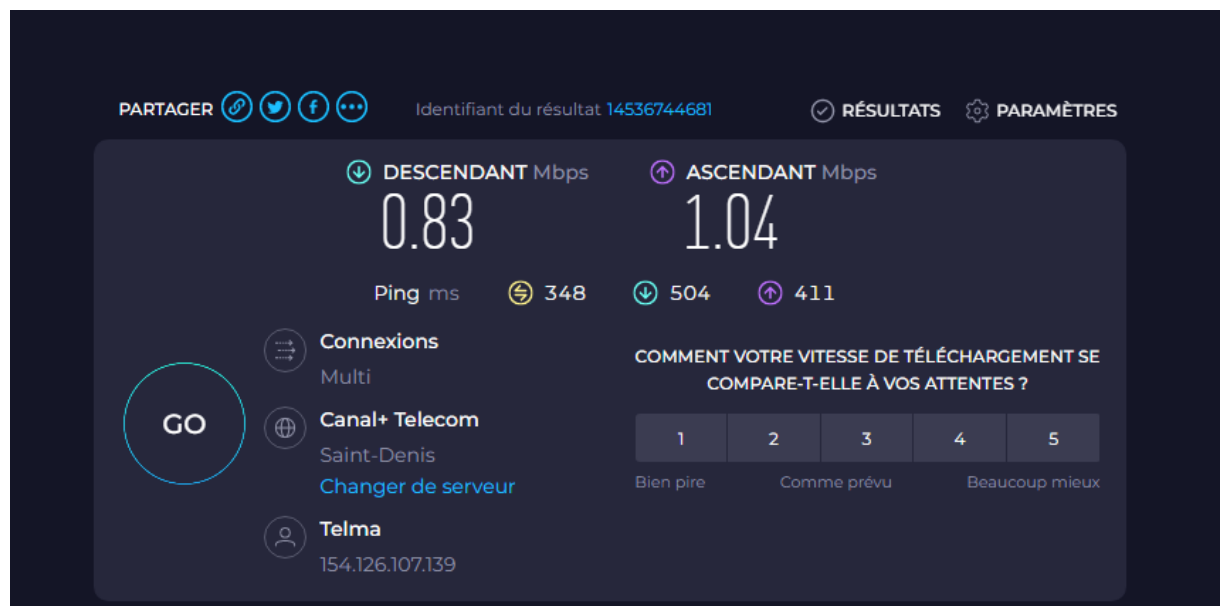 PARTAGER Identifiant du résultat 14536744681 RÉSULTATS PARAMÈTRES
DESCENDANT Mbps ASCENDANT Mbps
0.83 1.04
Ping ms 348 504 411
Connexions
Multi
Canal+ Telecom
Saint-Denis
Changer de serveur
Telma
154.126.107.139
GO
COMMENT VOTRE VITESSE DE TÉLÉCHARGEMENT SE
COMPARE-T-ELLE À VOS ATTENTES ?
1 2 3 4 5
Bien pire Comme prévu Beaucoup mieux